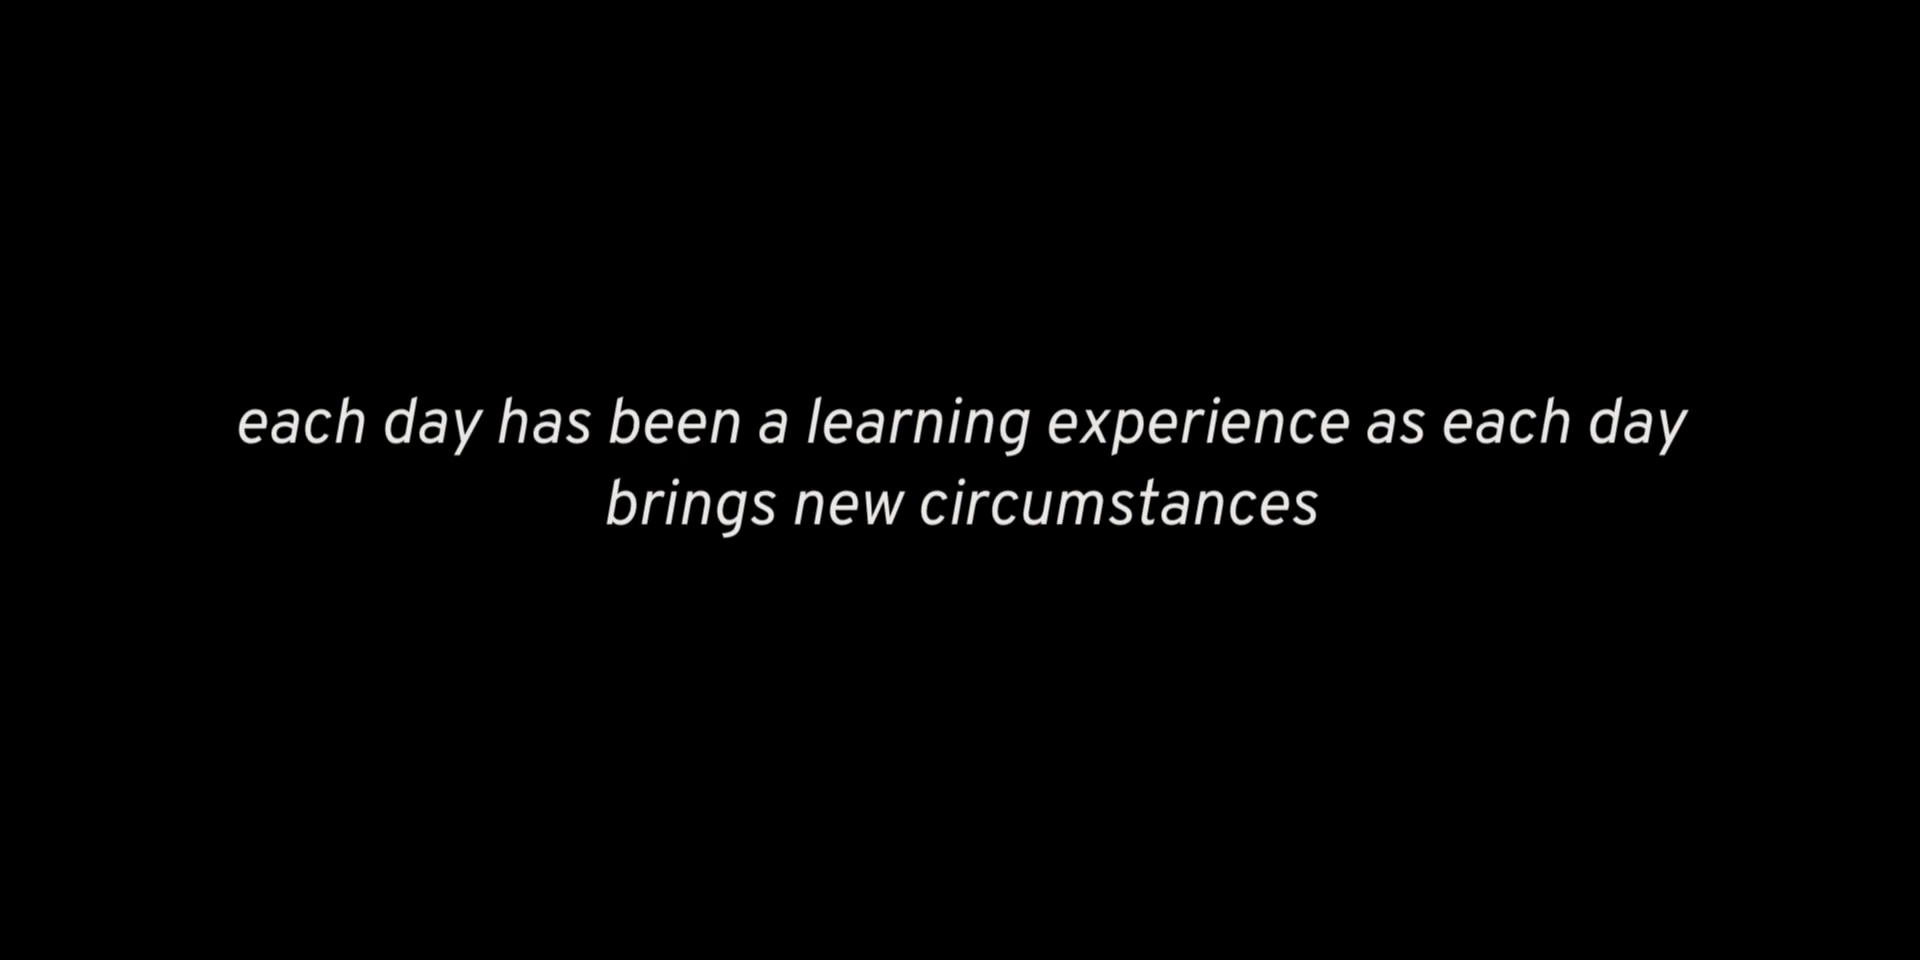 each day has been a learning experience as each day
brings new circumstances